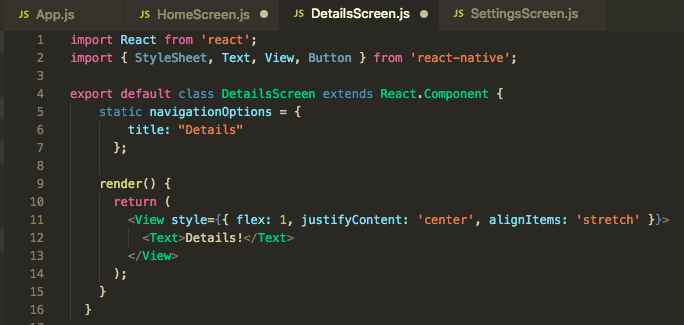 JS App.js JS HomeScreen.js JS DetailsScreen.js JS SettingsScreen.js
1 import React from 'react';
2 import { StyleSheet, Text, View, Button } from 'react-native';
3
4 export default class DetailsScreen extends React.Component {
5 static navigationOptions = {
6 title: "Details"
7 };
8
9 render() {
10 return (
11 <View style={{ flex: 1, justifyContent: 'center', alignItems: 'stretch' }}>
12 <Text>Details!</Text>
13 </View>
14 );
15 }
16 }
17